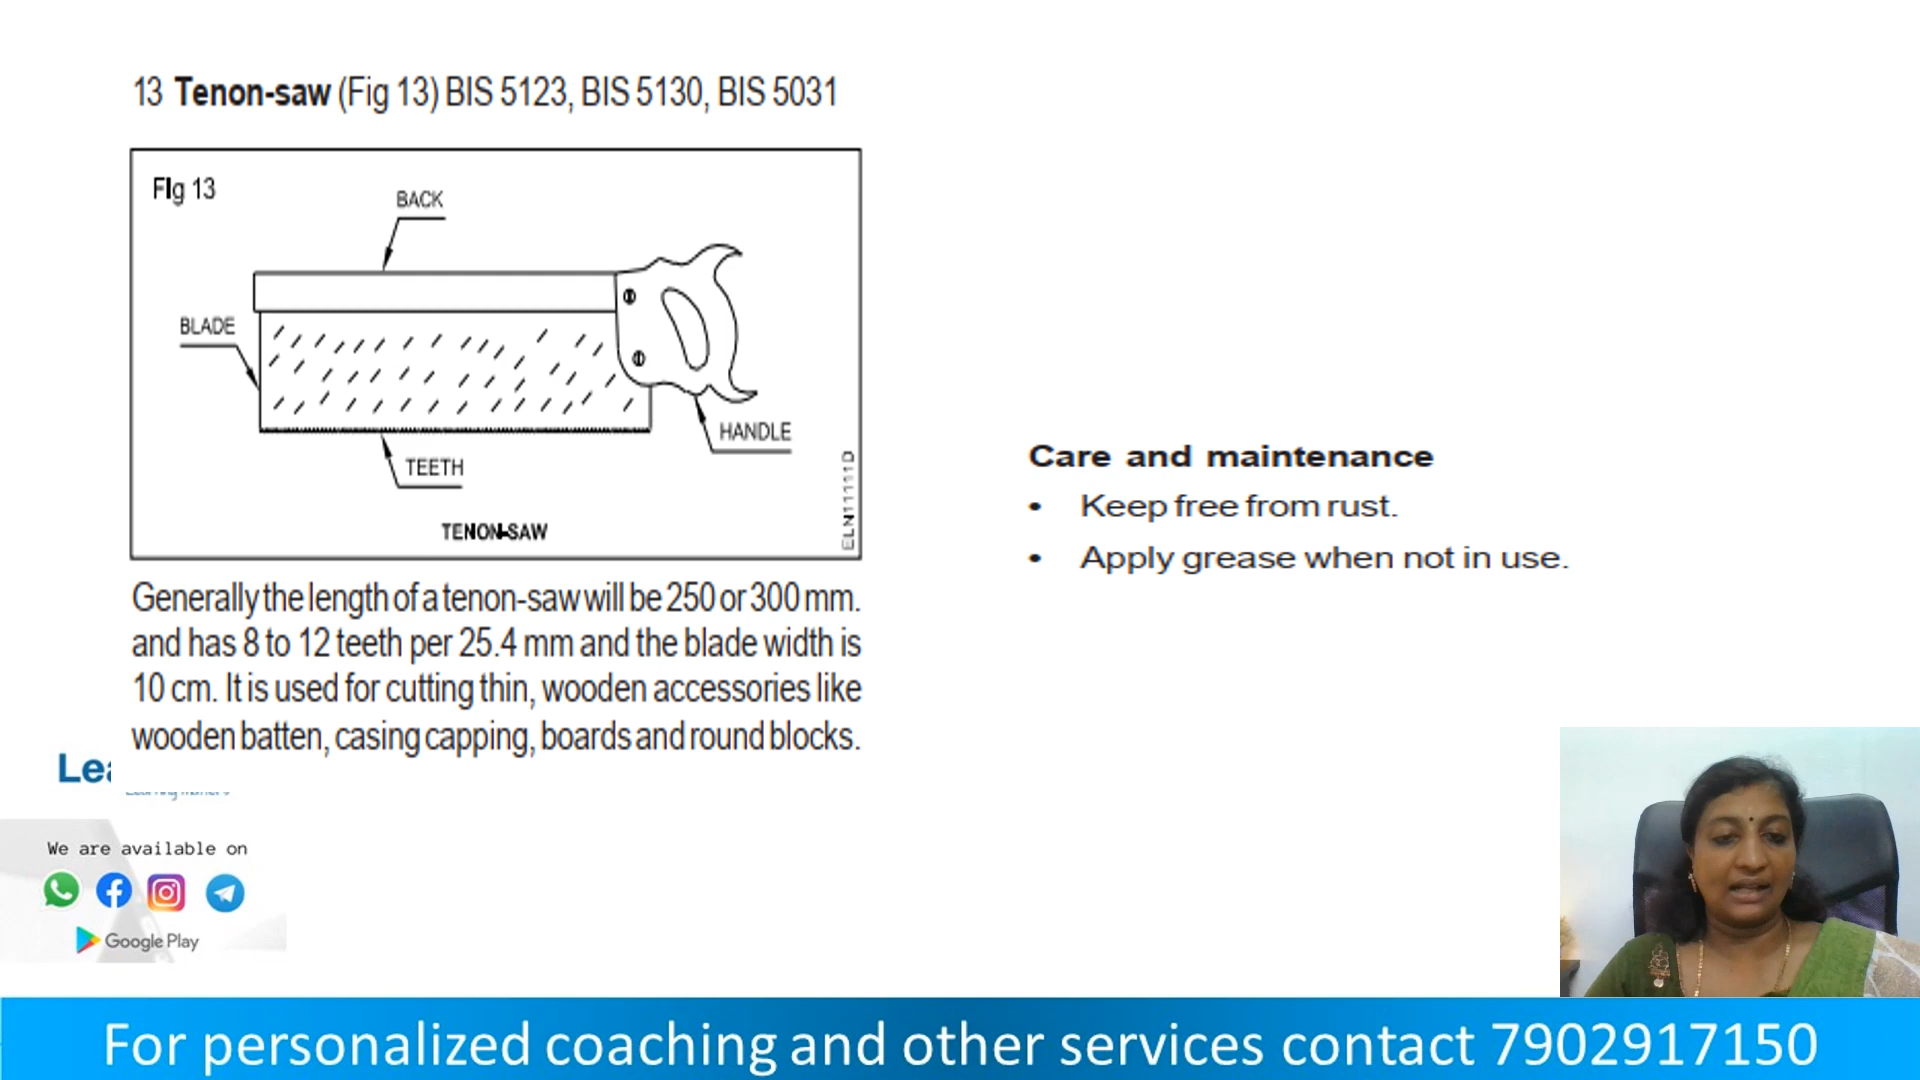 13 Tenon-saw (Fig 13) BIS 5123, BIS 5130, BIS 5031
FIg 13
BACK
BLADE
HANDLE
TEETH
TENON-SAW
ELN11111D
Generally the length of a tenon-saw will be 250 or 300 mm.
and has 8 to 12 teeth per 25.4 mm and the blade width is
10 cm. It is used for cutting thin, wooden accessories like
wooden batten, casing capping, boards and round blocks.
Care and maintenance
• Keep free from rust.
• Apply grease when not in use.
We are available on
Google Play
For personalized coaching and other services contact 7902917150